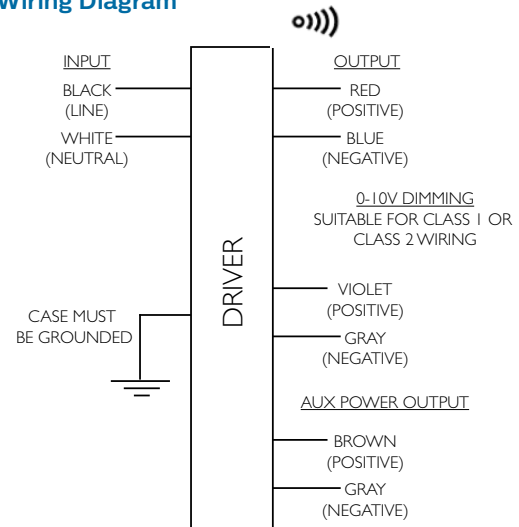 Wiring Diagram
INPUT
BLACK
(LINE)
WHITE
(NEUTRAL)
CASE MUST
BE GROUNDED
DRIVER
OUTPUT
RED
(POSITIVE)
BLUE
(NEGATIVE)
0-10V DIMMING
SUITABLE FOR CLASS 1 OR
CLASS 2 WIRING
VIOLET
(POSITIVE)
GRAY
(NEGATIVE)
AUX POWER OUTPUT
BROWN
(POSITIVE)
GRAY
(NEGATIVE)